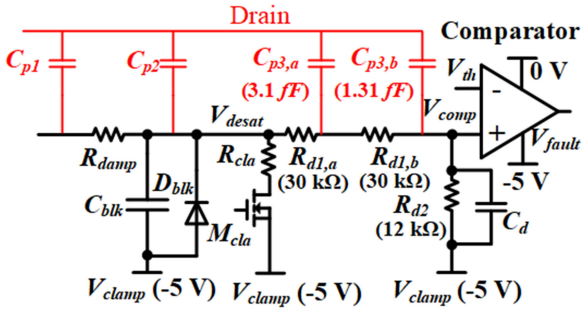 Drain
Comparator
Cp1
Cp2
Cp3,a
(3.1 fF)
Cp3,b
(1.31 fF)
Vth
0 V
Vdesat
Vcomp
-
+
Vfault
-5 V
Rdamp
Rcla
Rd1,a
(30 kΩ)
Rd1,b
(30 kΩ)
Dblk
Cblk
Mcla
Rd2
(12 kΩ)
Cd
Vclamp (-5 V)
Vclamp (-5 V)
Vclamp (-5 V)